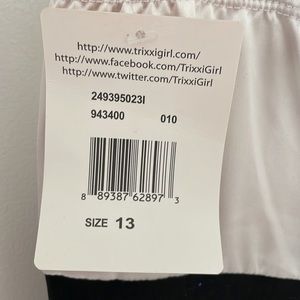 http://www.trixxigirl.com/
http://www.facebook.com/TrixxiGirl
http://www.twitter.com/TrixxiGirl
249395023I
943400 010
8 89387 62897 3
SIZE 13